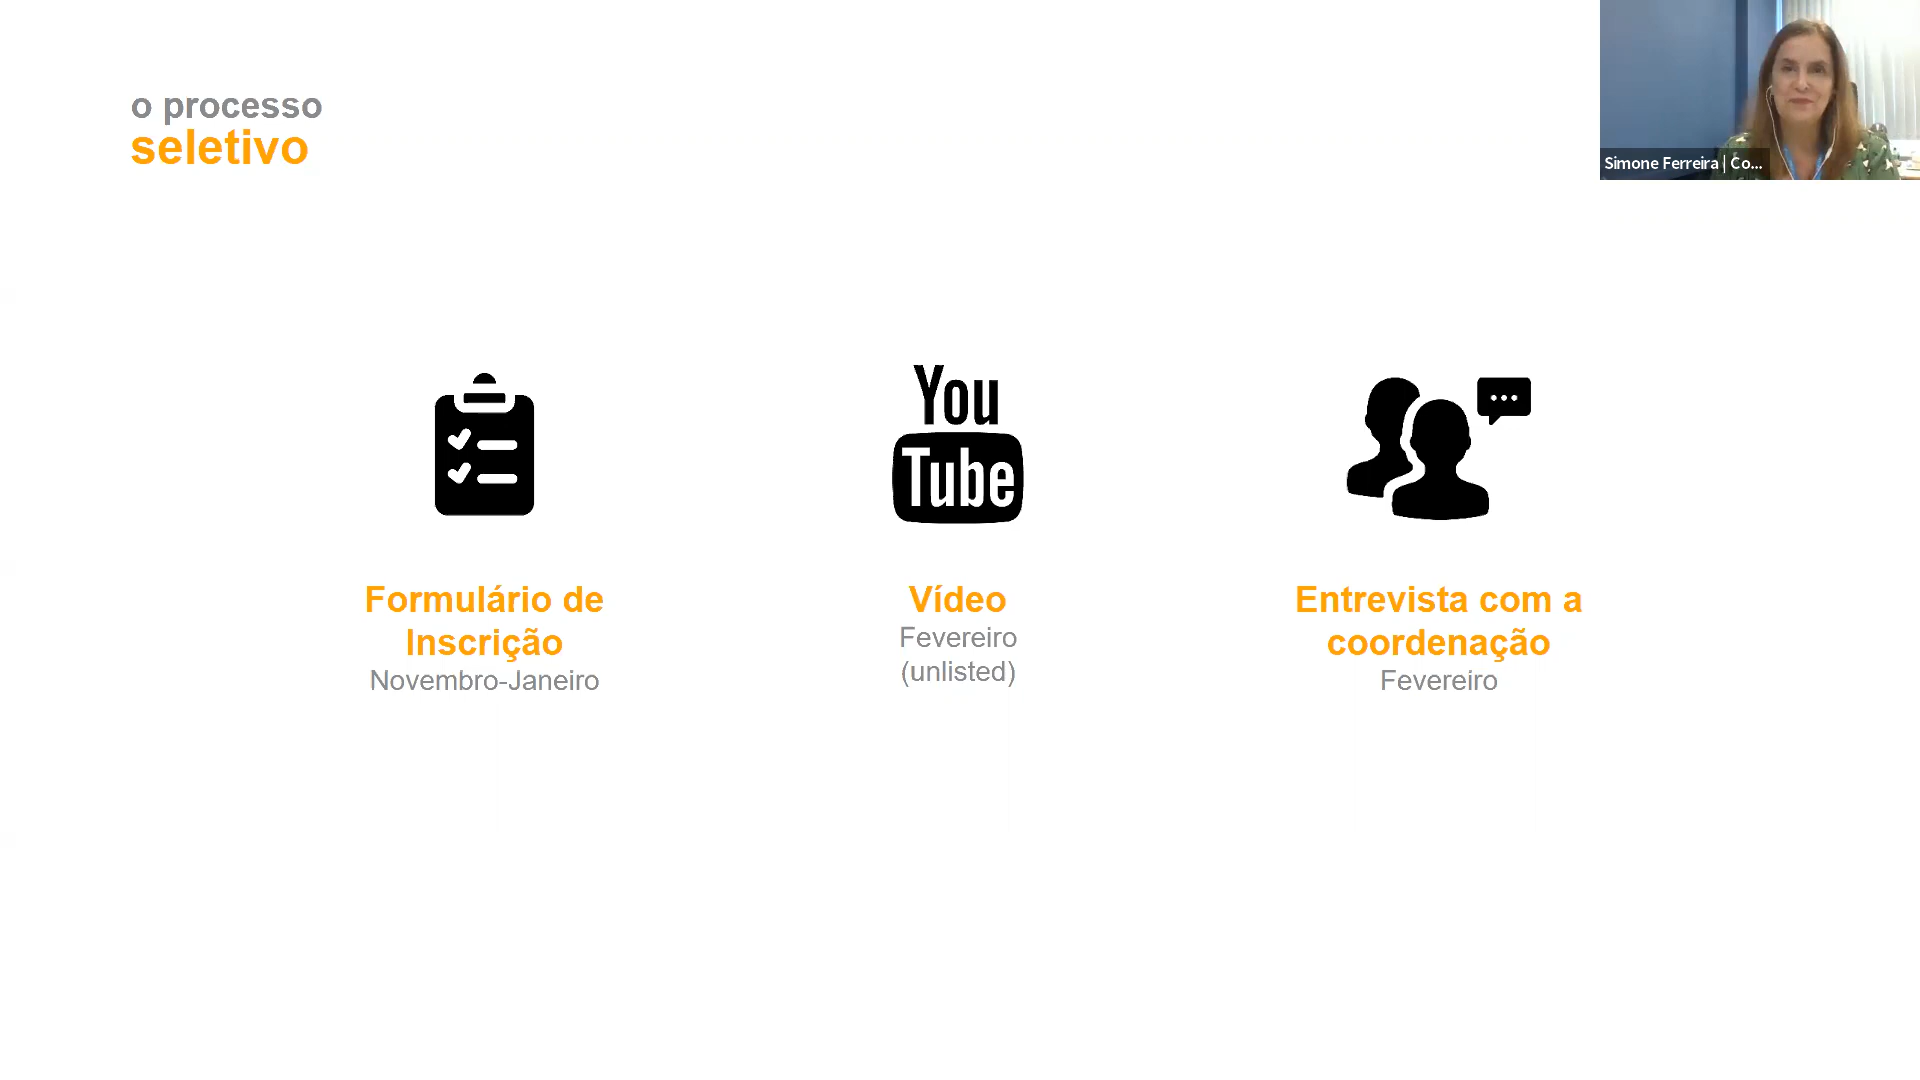 o processo
seletivo
Simone Ferreira | Co...
You
Tube
Formulário de
Inscrição
Novembro-Janeiro
Vídeo
Fevereiro
(unlisted)
Entrevista com a
coordenação
Fevereiro